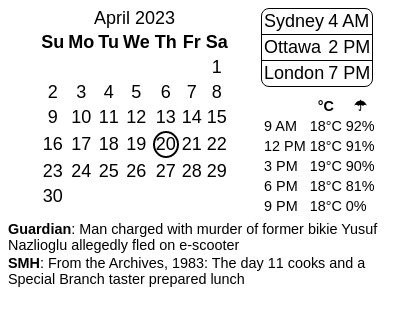 April 2023
Su Mo Tu We Th Fr Sa
1
2 3 4 5 6 7 8
9 10 11 12 13 14 15
16 17 18 19 20 21 22
23 24 25 26 27 28 29
30
Sydney 4 AM
Ottawa 2 PM
London 7 PM
°C ☂
9 AM 18°C 92%
12 PM 18°C 91%
3 PM 19°C 90%
6 PM 18°C 81%
9 PM 18°C 0%
Guardian: Man charged with murder of former bikie Yusuf
Nazlioglu allegedly fled on e-scooter
SMH: From the Archives, 1983: The day 11 cooks and a
Special Branch taster prepared lunch